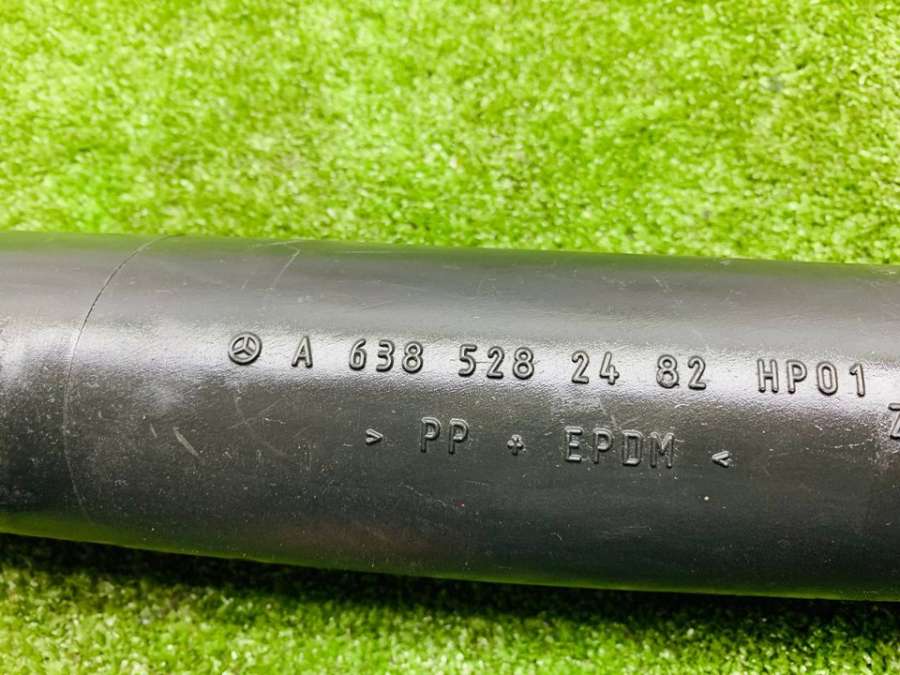 A 638 528 24 82 HP01
> PP + EPDM <